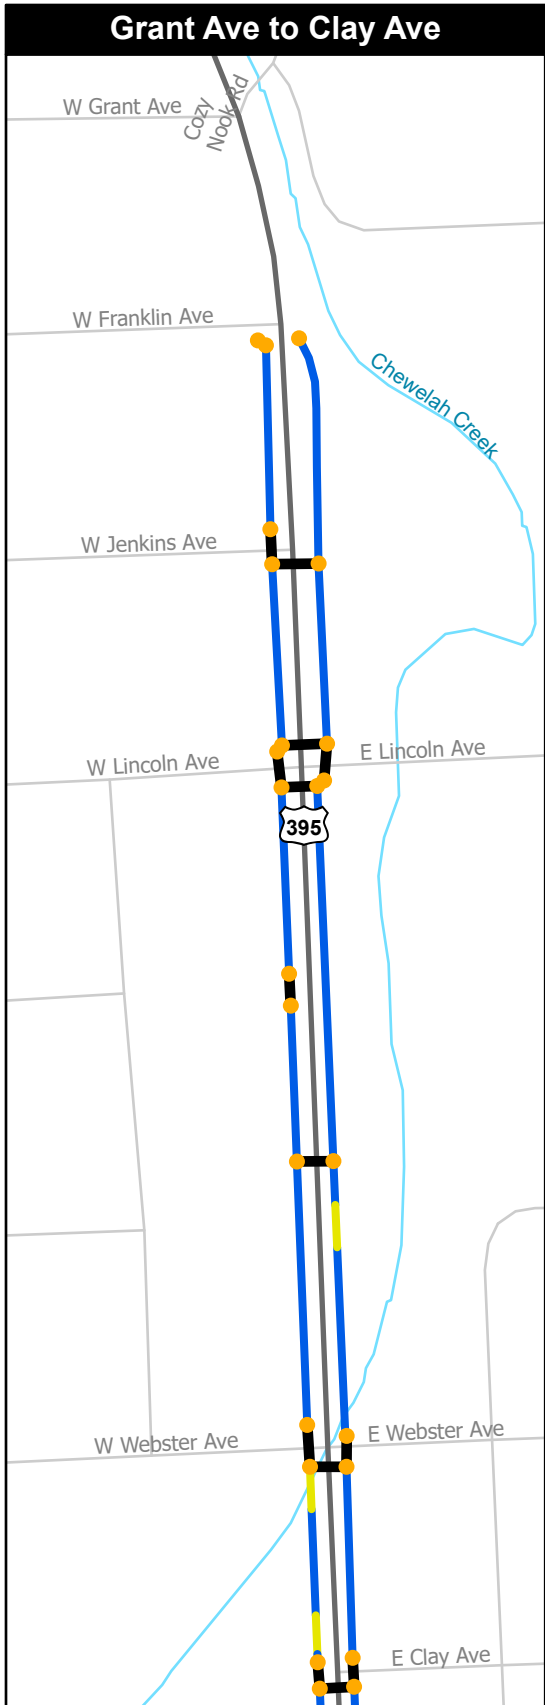 Grant Ave to Clay Ave
W Grant Ave
Cozy
Nook Rd
W Franklin Ave
Chewelah Creek
W Jenkins Ave
W Lincoln Ave
E Lincoln Ave
395
W Webster Ave
E Webster Ave
E Clay Ave